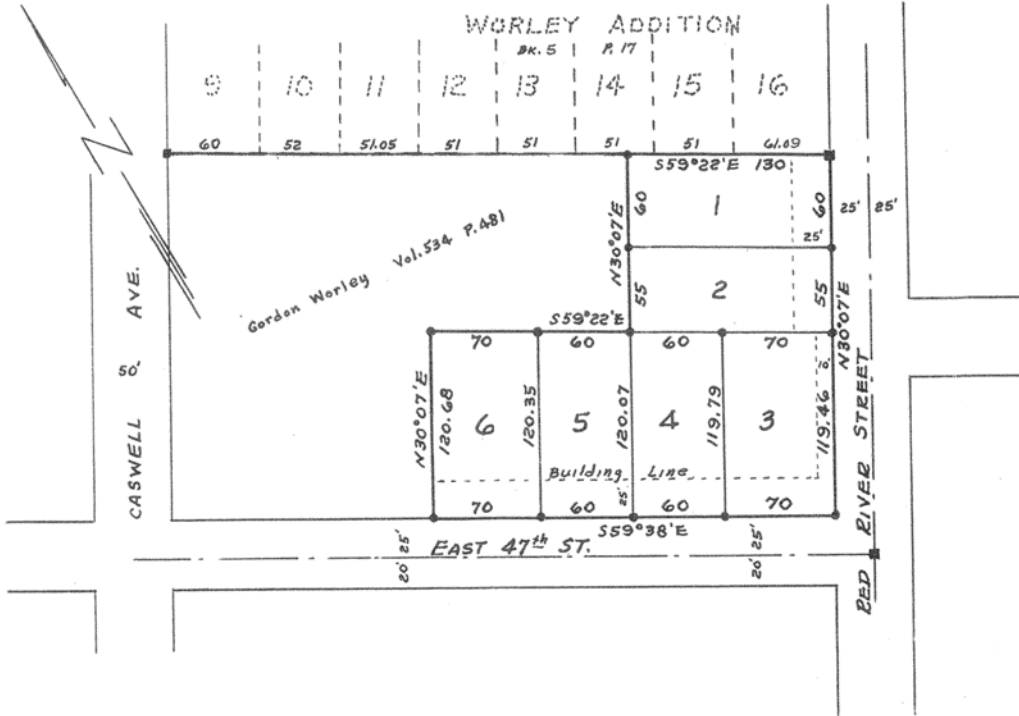 WORLEY ADDITION
BK. 5 P. 17
9 10 11 12 13 14 15 16
60 52 51.05 51 51 51 51 61.09
S59°22'E 130
60
1
60
25' 25'
25'
N30°07'E
Gordon Worley Vol. 534 P. 481
55
2
55
N30°07'E
S59°22'E
70 60 60 70
CASWELL AVE.
50'
N30°07'E
120.68
6
120.35
5
120.07
4
119.79
3
119.46
Building Line
25'
70 60 60 70
S59°38'E
EAST 47th ST.
25'
20'
25'
20'
RED RIVER STREET